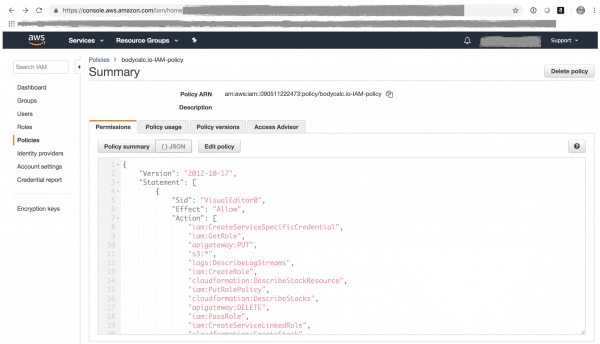 https://console.aws.amazon.com/iam/home
aws
Services
Resource Groups
Support
Search IAM
Dashboard
Groups
Users
Roles
Policies
Identity providers
Account settings
Credential report
Encryption keys
Policies > bodycalc.io-IAM-policy
Summary
Delete policy
Policy ARN arn:aws:iam::090511222473:policy/bodycalc.io-IAM-policy
Description
Permissions Policy usage Policy versions Access Advisor
Policy summary { } JSON Edit policy
1 {
2 "Version": "2012-10-17",
3 "Statement": [
4 {
5 "Sid": "VisualEditor0",
6 "Effect": "Allow",
7 "Action": [
8 "iam:CreateServiceSpecificCredential",
9 "iam:GetRole",
10 "apigateway:PUT",
11 "s3:*",
12 "logs:DescribeLogStreams",
13 "iam:CreateRole",
14 "cloudformation:DescribeStackResource",
15 "iam:PutRolePolicy",
16 "cloudformation:DescribeStacks",
17 "apigateway:DELETE",
18 "iam:PassRole",
19 "iam:CreateServiceLinkedRole",